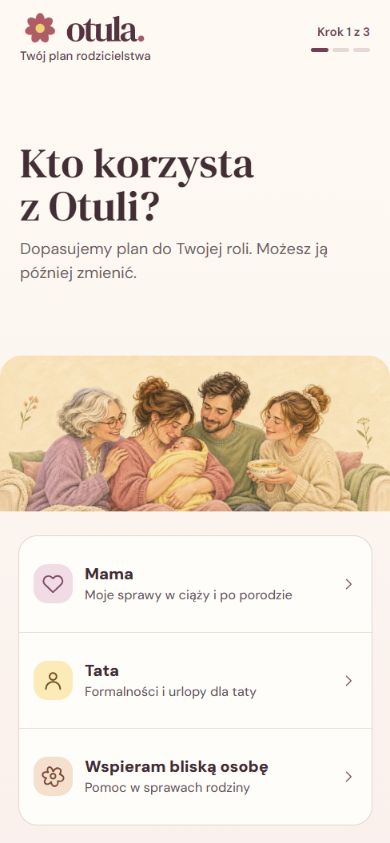 otula.
Twój plan rodzicielstwa
Krok 1 z 3
Kto korzysta
z Otuli?
Dopasujemy plan do Twojej roli. Możesz ją
później zmienić.
Mama
Moje sprawy w ciąży i po porodzie
Tata
Formalności i urlopy dla taty
Wspieram bliską osobę
Pomoc w sprawach rodziny